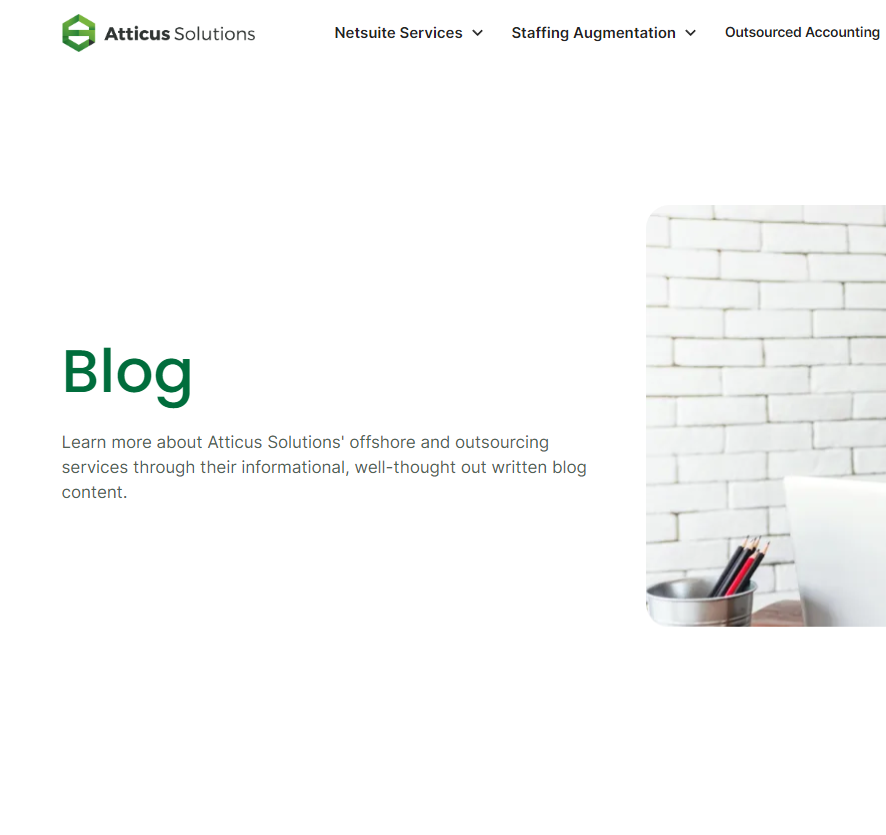 Atticus Solutions
Netsuite Services
Staffing Augmentation
Outsourced Accounting
Blog
Learn more about Atticus Solutions' offshore and outsourcing
services through their informational, well-thought out written blog
content.